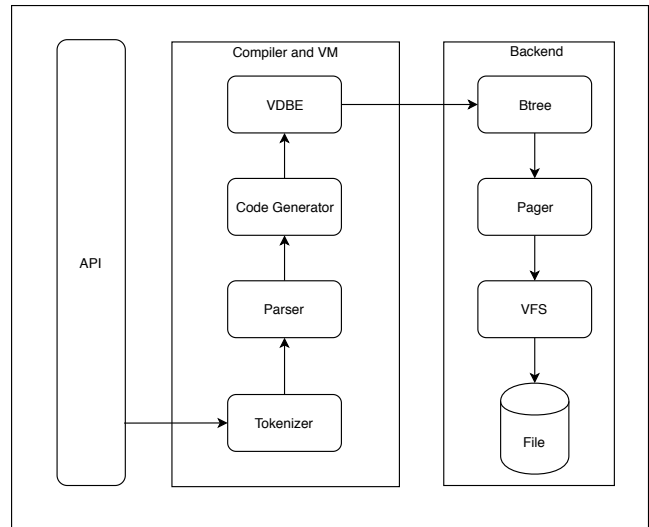 Compiler and VM
Backend
VDBE
Btree
Code Generator
Pager
API
Parser
VFS
Tokenizer
File